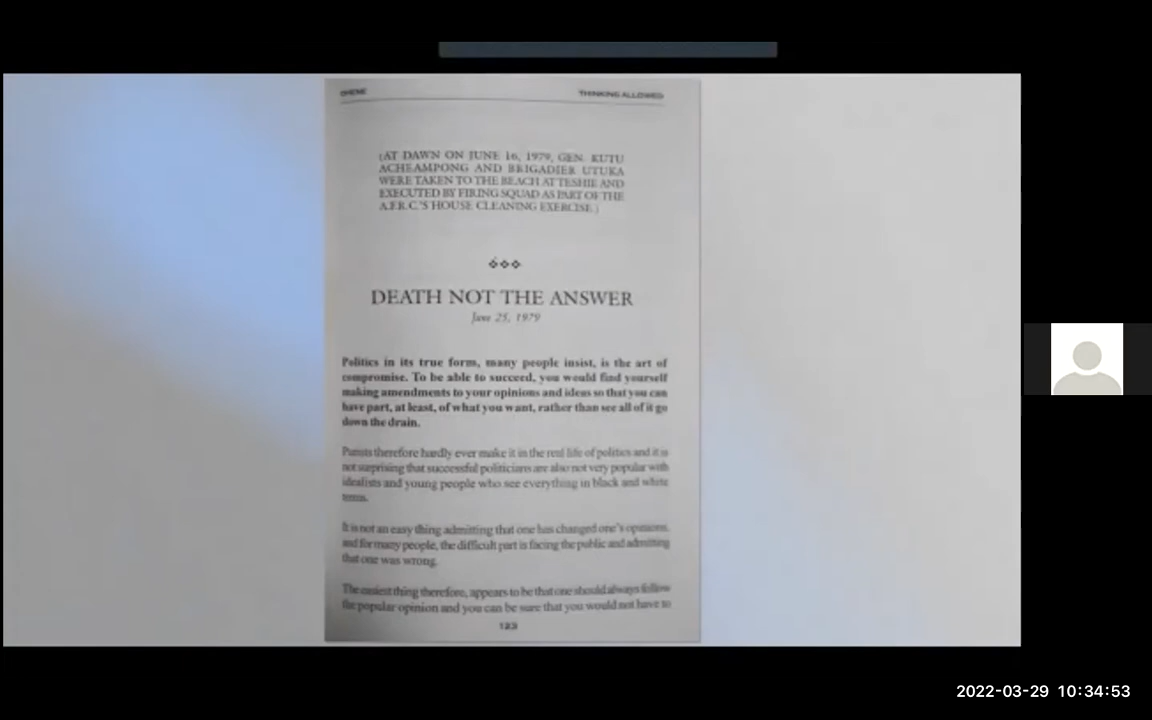 OHENE THINKING ALLOWED
(AT DAWN ON JUNE 16, 1979, GEN. KUTU
ACHEAMPONG AND BRIGADIER UTUKA
WERE TAKEN TO THE BEACH AT TESHIE AND
EXECUTED BY FIRING SQUAD AS PART OF THE
A.F.R.C.'S HOUSE CLEANING EXERCISE.)
DEATH NOT THE ANSWER
June 25, 1979
Politics in its true form, many people insist, is the art of
compromise. To be able to succeed, you would find yourself
making amendments to your opinions and ideas so that you can
have part, at least, of what you want, rather than see all of it go
down the drain.
Purists therefore hardly ever make it in the real life of politics and it is
not surprising that successful politicians are also not very popular with
idealists and young people who see everything in black and white
terms.
It is not an easy thing admitting that one has changed one's opinions,
and for many people, the difficult part is facing the public and admitting
that one was wrong.
The easiest thing therefore, appears to be that one should always follow
the popular opinion and you can be sure that you would not have to
123
2022-03-29 10:34:53